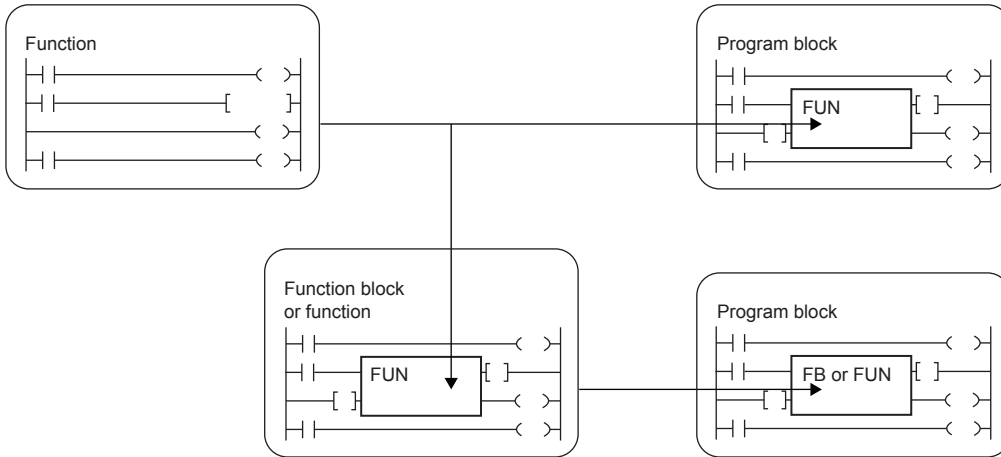 Function
Program block
FUN
Function block
or function
FUN
Program block
FB or FUN